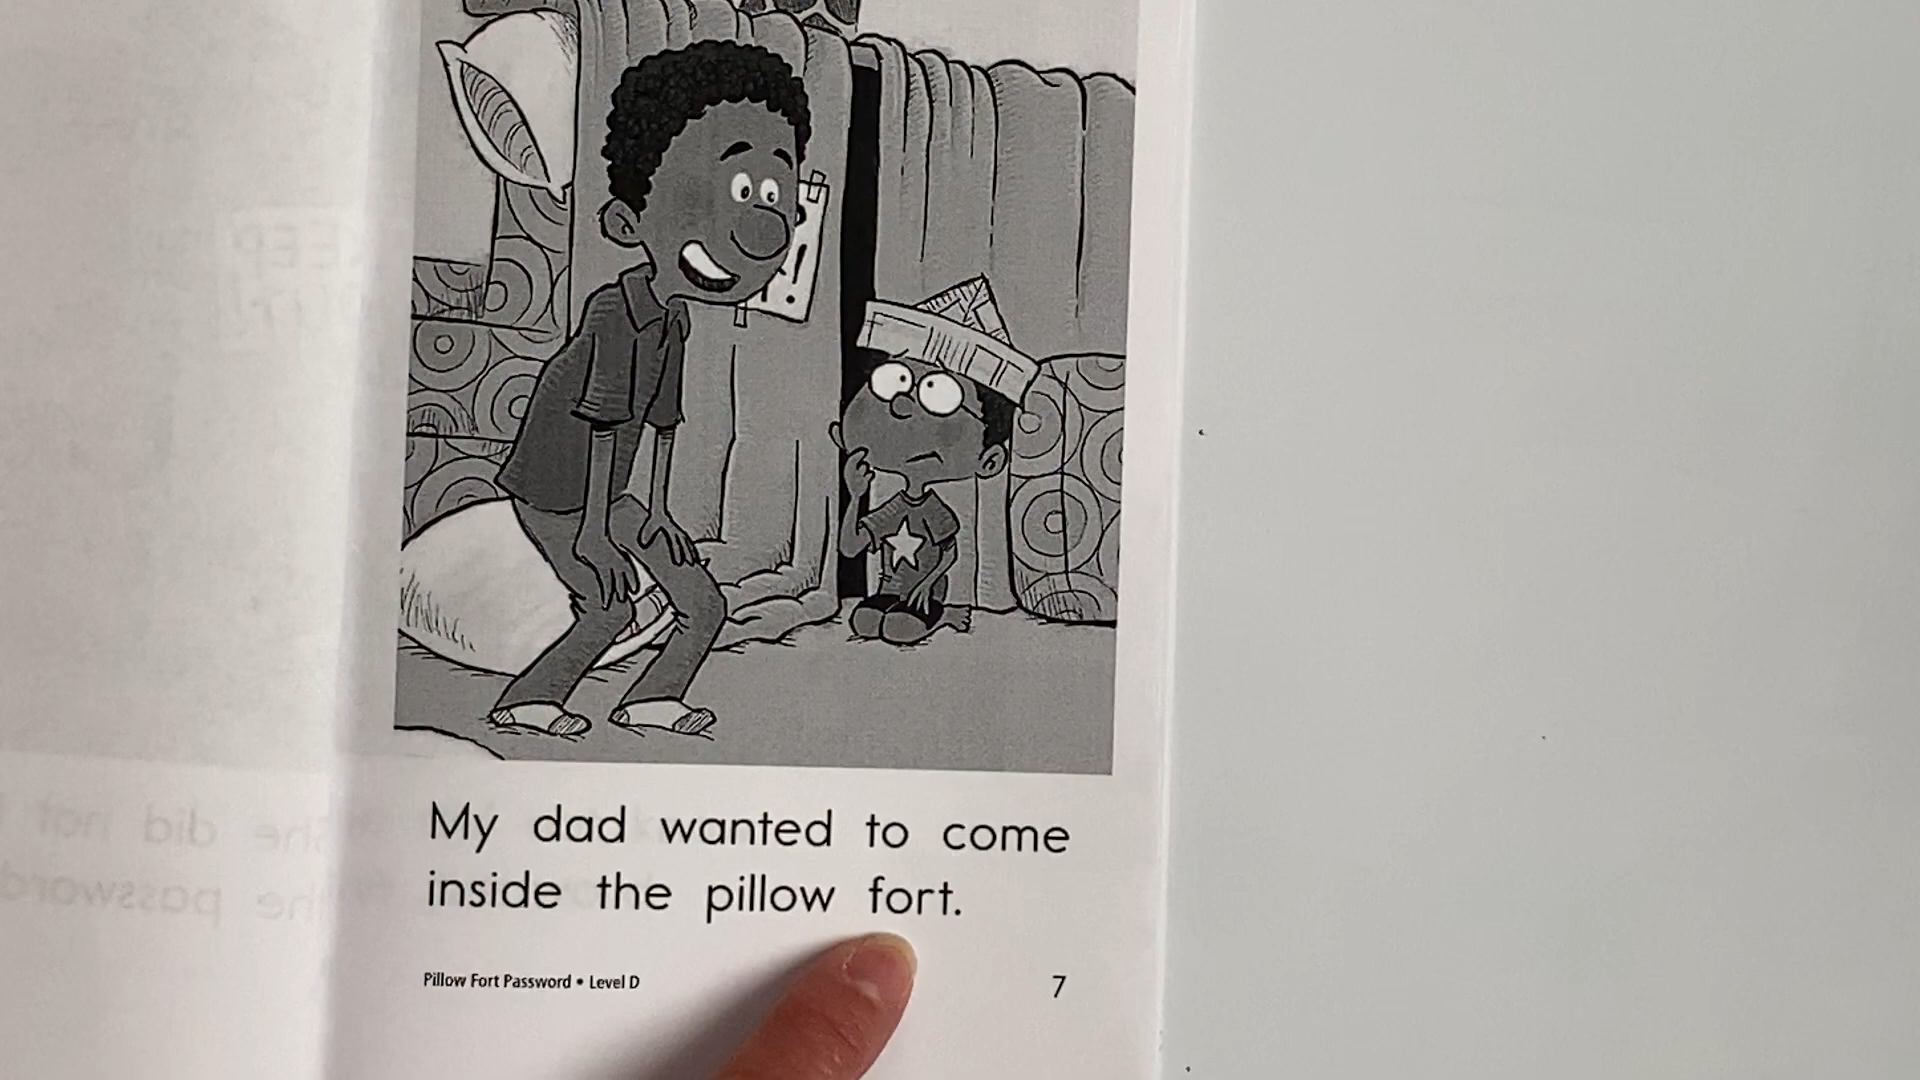 My dad wanted to come
inside the pillow fort.
Pillow Fort Password • Level D
7